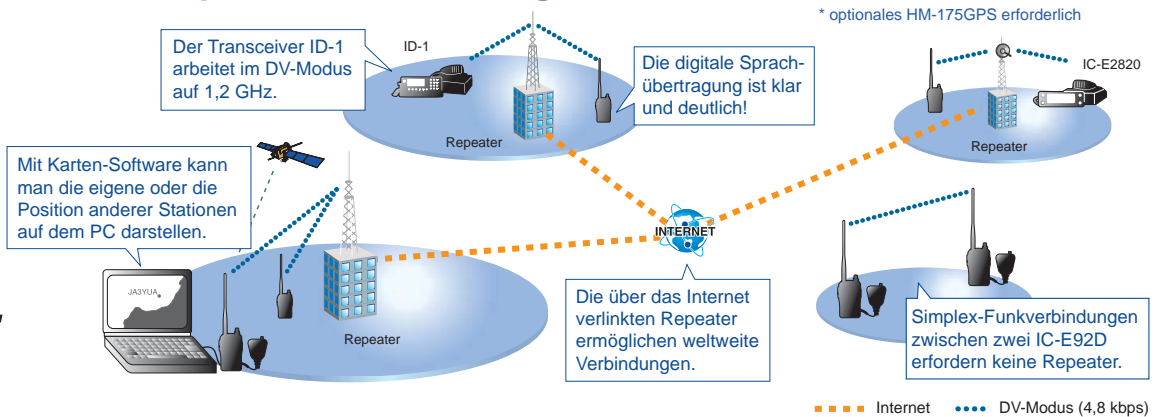 * optionales HM-175GPS erforderlich
Der Transceiver ID-1
arbeitet im DV-Modus
auf 1,2 GHz.
ID-1
Die digitale Sprach-
übertragung ist klar
und deutlich!
IC-E2820
Repeater
Repeater
Mit Karten-Software kann
man die eigene oder die
Position anderer Stationen
auf dem PC darstellen.
INTERNET
JA3YUA
Repeater
Die über das Internet
verlinkten Repeater
ermöglichen weltweite
Verbindungen.
Simplex-Funkverbindungen
zwischen zwei IC-E92D
erfordern keine Repeater.
Internet
DV-Modus (4,8 kbps)